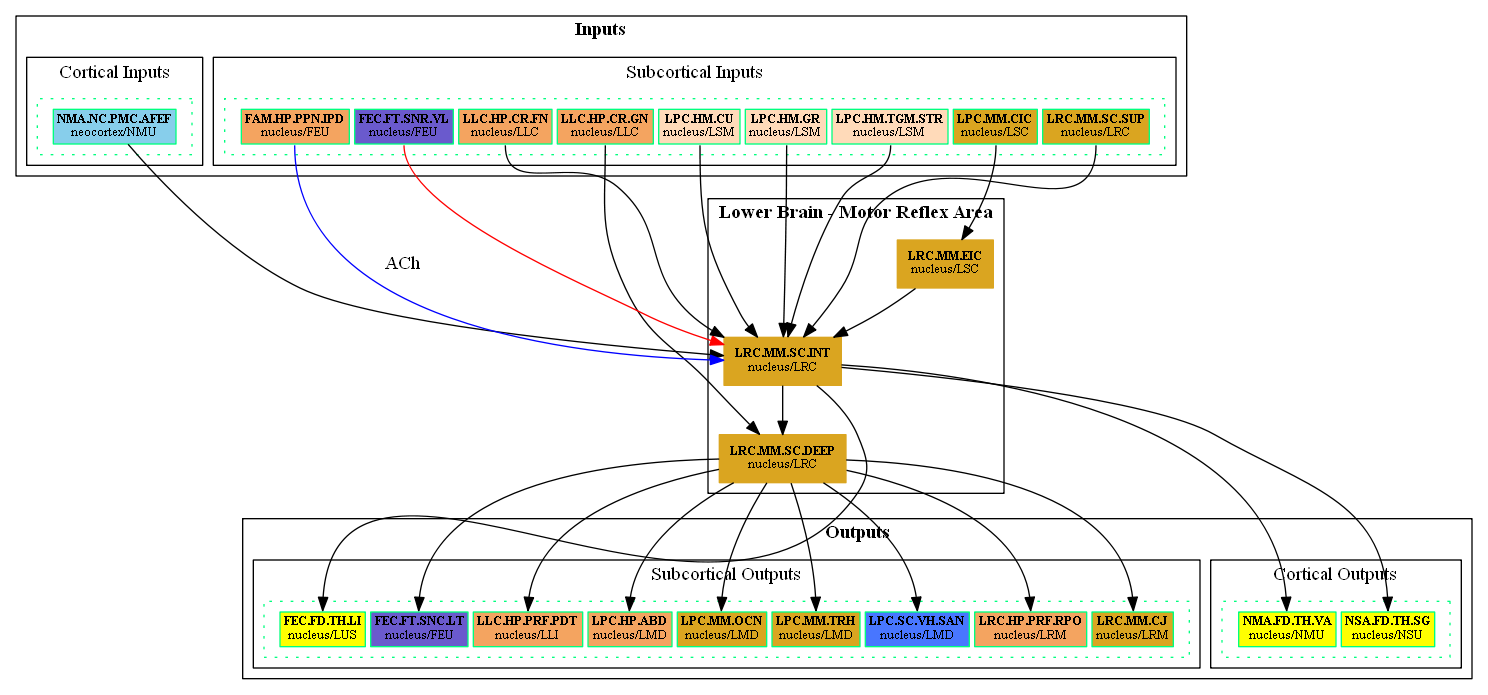 Inputs
Cortical Inputs
Subcortical Inputs
NMA.NC.PMC.AFEF
neocortex/NMU
FAM.HP.PPN.IPD
nucleus/FEU
FEC.FT.SNR.VL
nucleus/FEU
LLC.HP.CR.FN
nucleus/LLC
LLC.HP.CR.GN
nucleus/LLC
LPC.HM.CU
nucleus/LSM
LPC.HM.GR
nucleus/LSM
LPC.HM.TGM.STR
nucleus/LSM
LPC.MM.CIC
nucleus/LSC
LRC.MM.SC.SUP
nucleus/LRC
Lower Brain - Motor Reflex Area
LRC.MM.EIC
nucleus/LSC
ACh
LRC.MM.SC.INT
nucleus/LRC
LRC.MM.SC.DEEP
nucleus/LRC
Outputs
Subcortical Outputs
Cortical Outputs
FEC.FD.TH.LI
nucleus/LUS
FEC.FT.SNC.LT
nucleus/FEU
LLC.HP.PRF.PDT
nucleus/LLI
LPC.HP.ABD
nucleus/LMD
LPC.MM.OCN
nucleus/LMD
LPC.MM.TRH
nucleus/LMD
LPC.SC.VH.SAN
nucleus/LMD
LRC.HP.PRF.RPO
nucleus/LRM
LRC.MM.CJ
nucleus/LRM
NMA.FD.TH.VA
nucleus/NMU
NSA.FD.TH.SG
nucleus/NSU